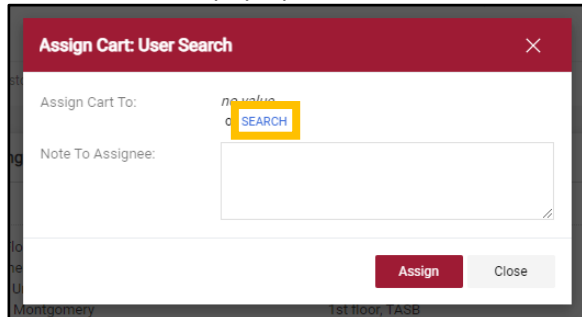 Assign Cart: User Search
Assign Cart To:
no value
SEARCH
Note To Assignee:
Assign Close
Montgomery 1st floor, TASB